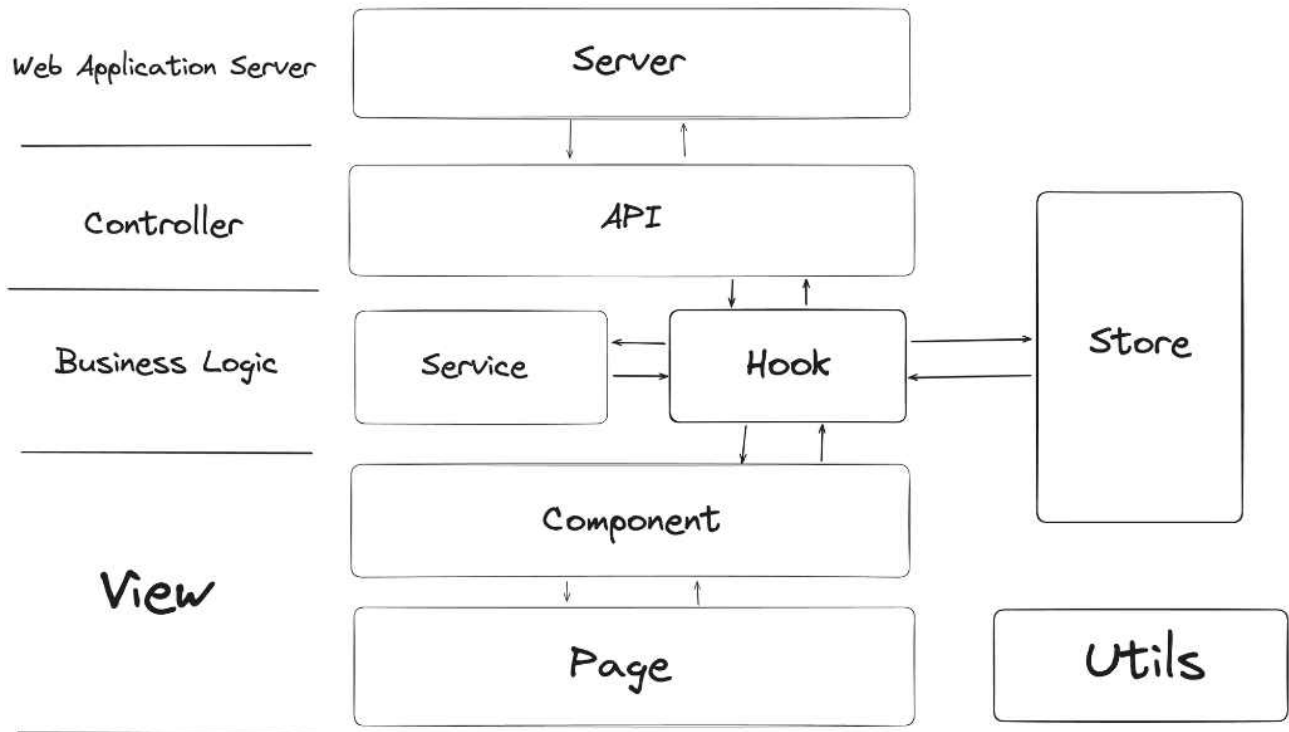 Web Application Server
Server
Controller
API
Business Logic
Service
Hook
Store
Component
View
Page
Utils